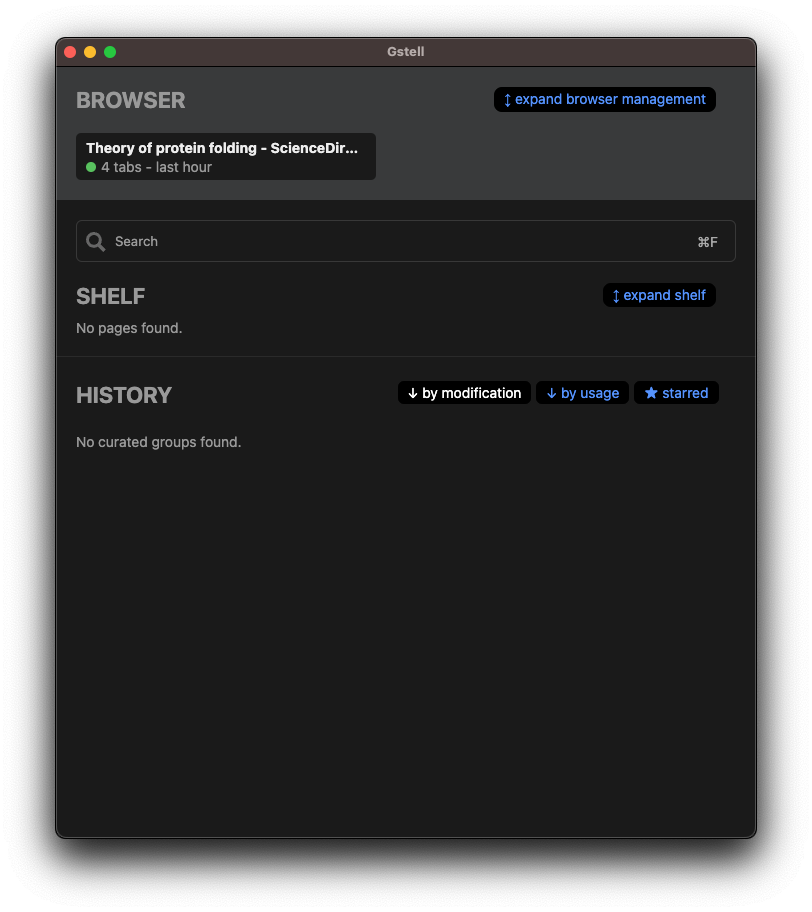 Gstell
BROWSER
↕ expand browser management
Theory of protein folding - ScienceDir...
4 tabs - last hour
Search
⌘F
SHELF
↕ expand shelf
No pages found.
HISTORY
↓ by modification
↓ by usage
★ starred
No curated groups found.